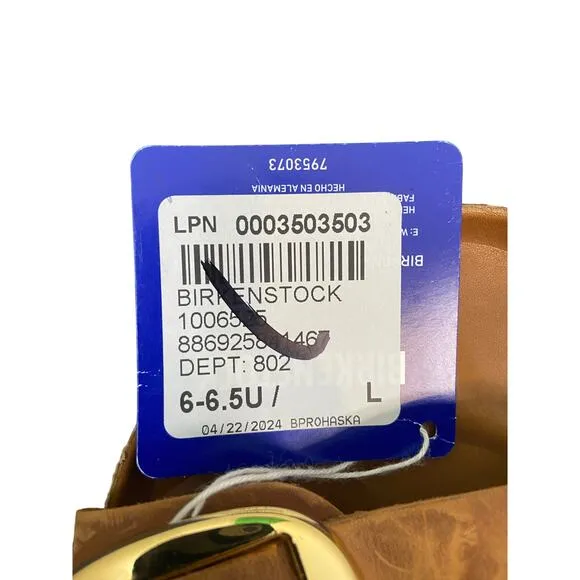 7953073
HECHO EN ALEMANIA
LPN 0003503503
BIRKENSTOCK
DEPT: 802
6-6.5U / L
04/22/2024 BPROHASKA